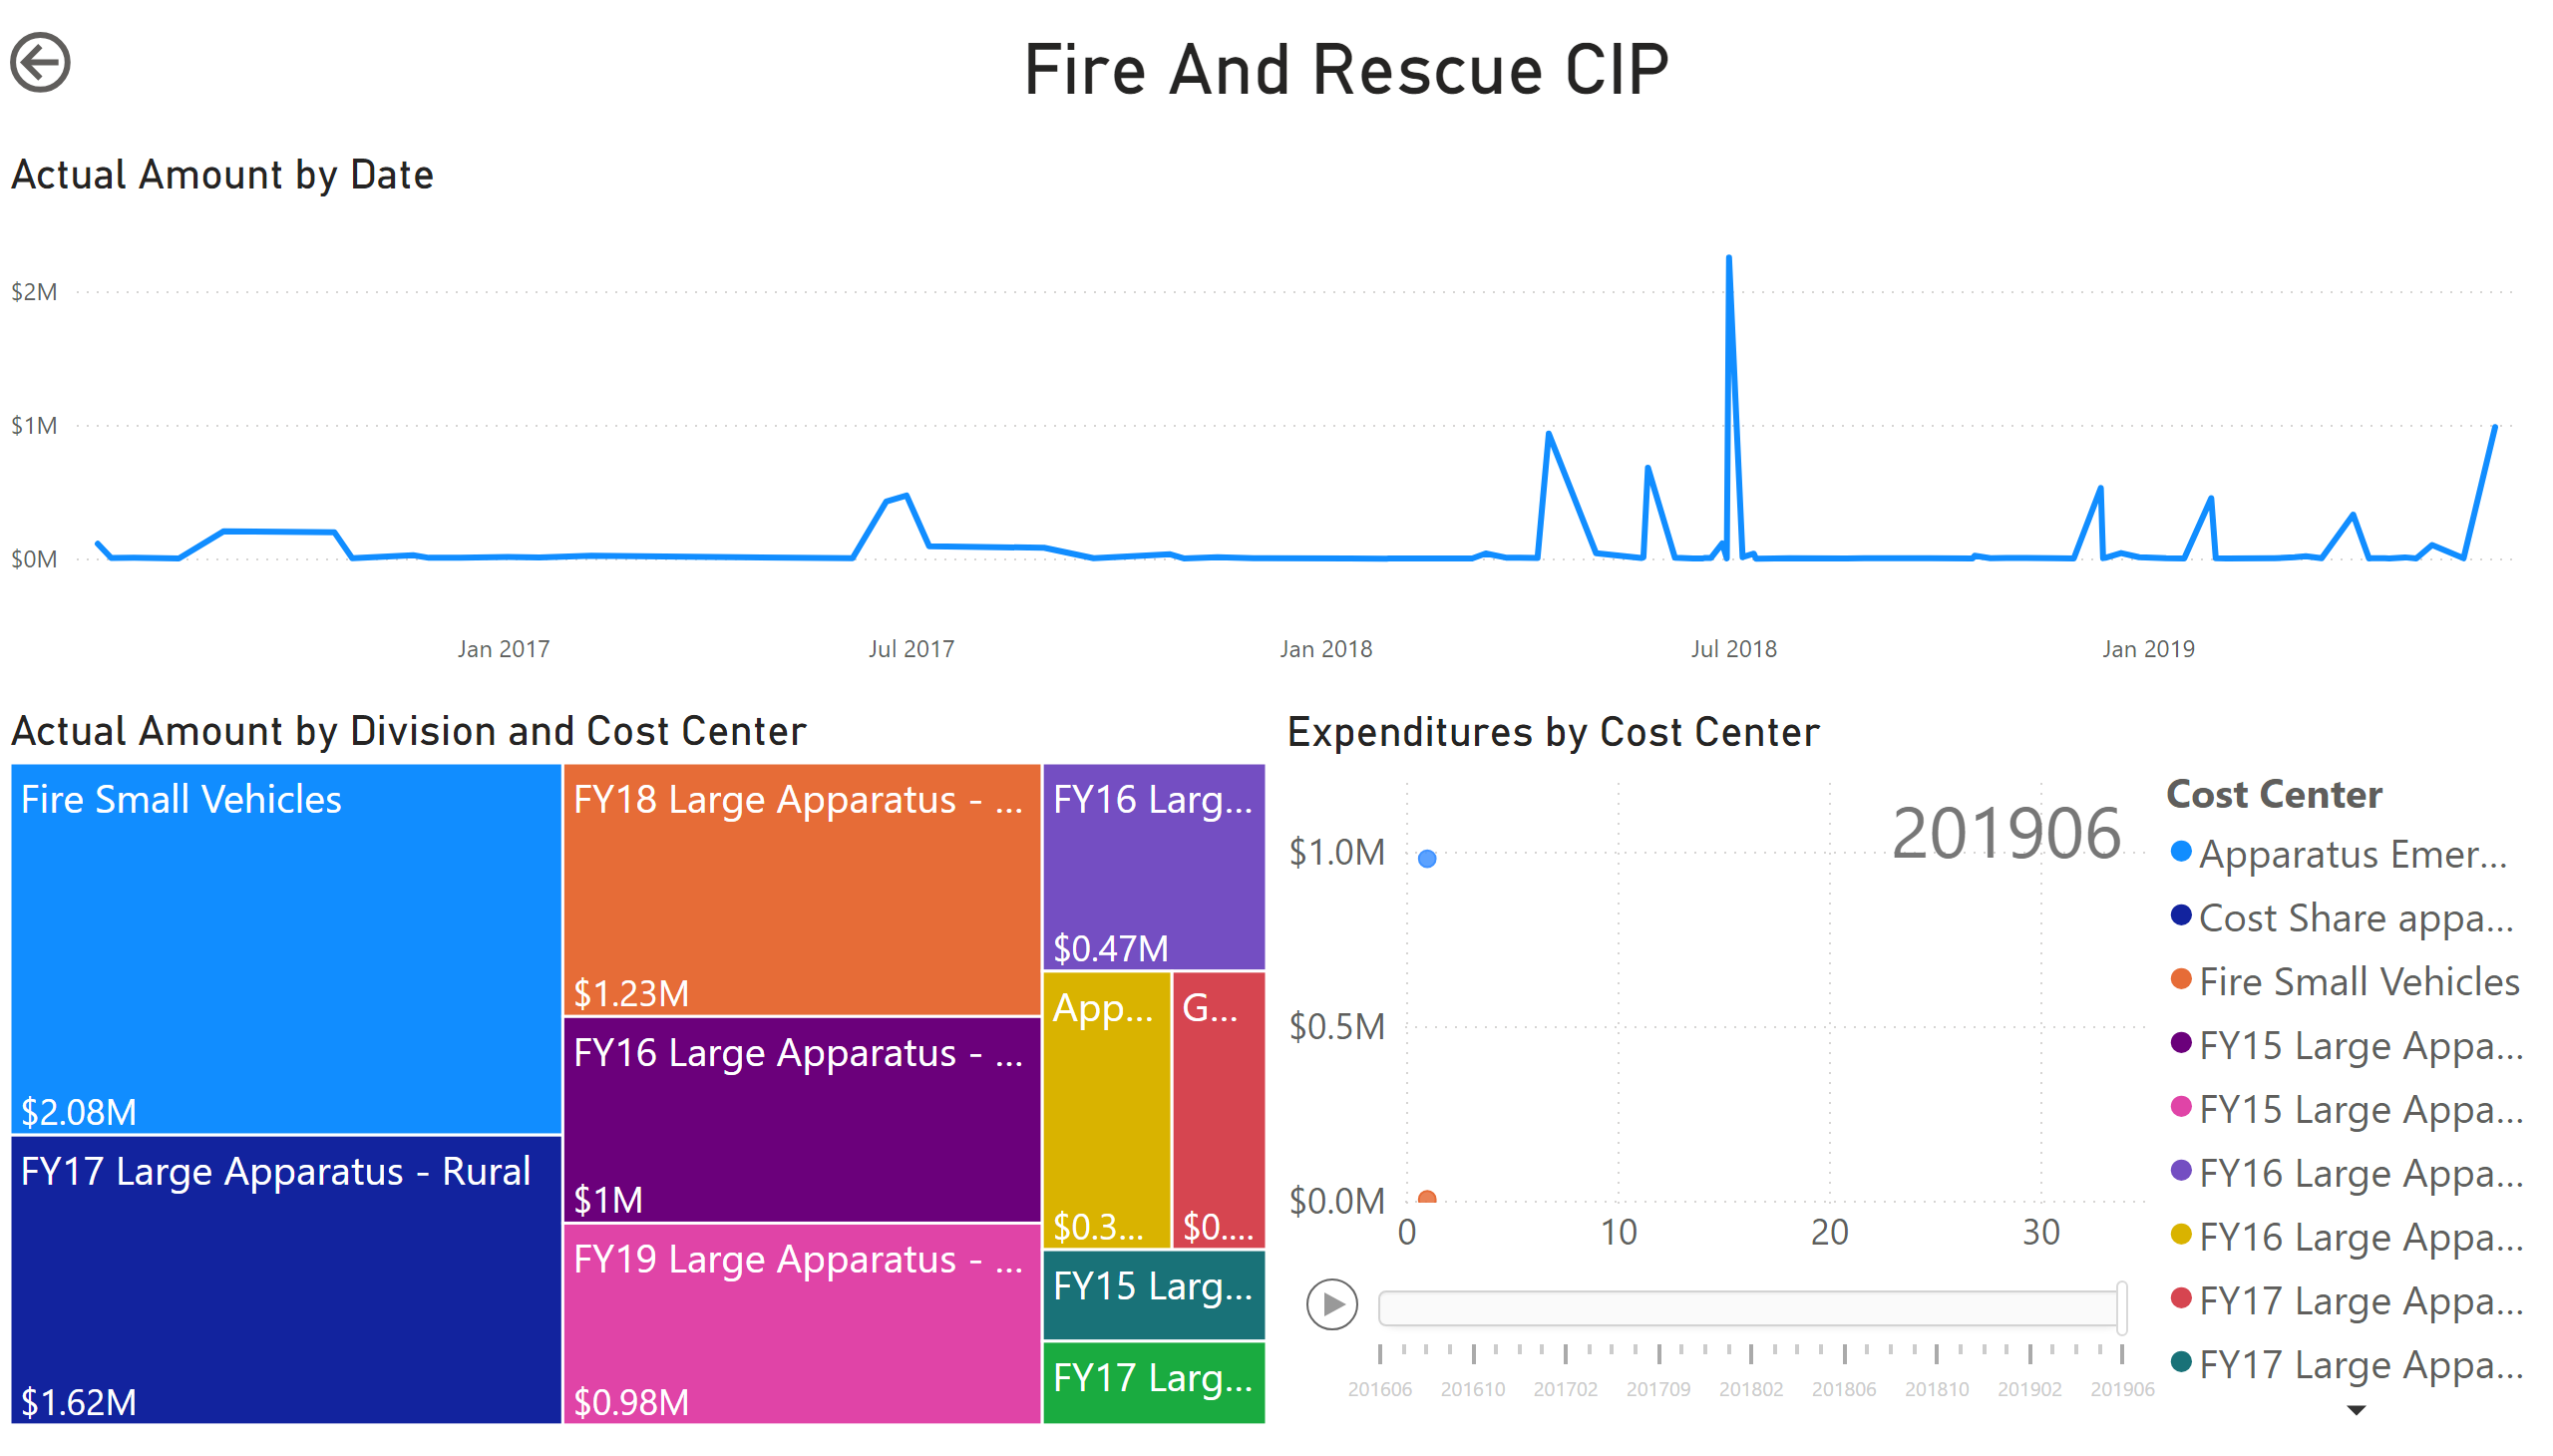 Fire And Rescue CIP
Actual Amount by Date
$2M
$1M
$0M
Jan 2017
Jul 2017
Jan 2018
Jul 2018
Jan 2019
Actual Amount by Division and Cost Center
Fire Small Vehicles
$2.08M
FY17 Large Apparatus - Rural
$1.62M
FY18 Large Apparatus - ...
$1.23M
FY16 Large Apparatus - ...
$1M
FY19 Large Apparatus - ...
$0.98M
FY16 Larg...
$0.47M
App...
$0.3...
G...
$0....
FY15 Larg...
FY17 Larg...
Expenditures by Cost Center
201906
$1.0M
$0.5M
$0.0M
0
10
20
30
201606
201610
201702
201709
201802
201806
201810
201902
201906
Cost Center
Apparatus Emer...
Cost Share appa...
Fire Small Vehicles
FY15 Large Appa...
FY15 Large Appa...
FY16 Large Appa...
FY16 Large Appa...
FY17 Large Appa...
FY17 Large Appa...